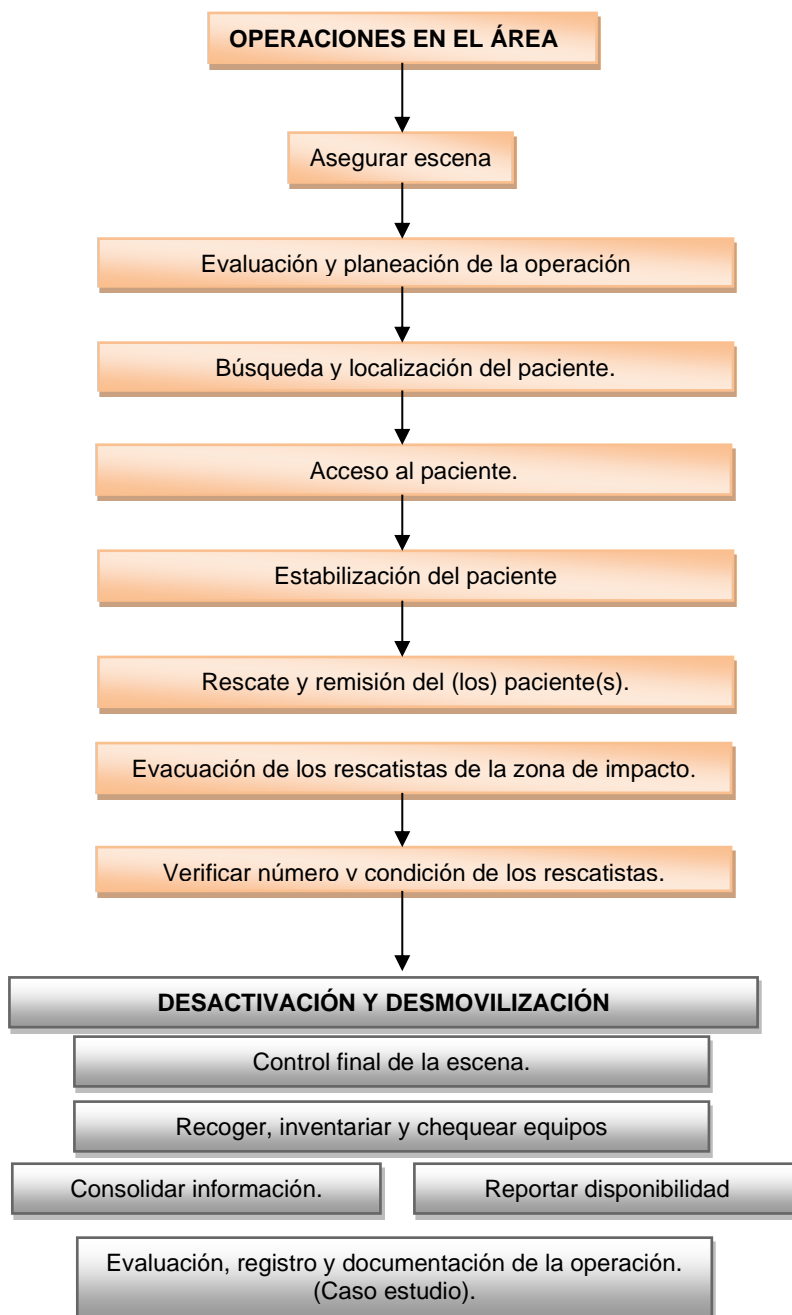 OPERACIONES EN EL ÁREA
Asegurar escena
Evaluación y planeación de la operación
Búsqueda y localización del paciente.
Acceso al paciente.
Estabilización del paciente
Rescate y remisión del (los) paciente(s).
Evacuación de los rescatistas de la zona de impacto.
Verificar número y condición de los rescatistas.
DESACTIVACIÓN Y DESMOVILIZACIÓN
Control final de la escena.
Recoger, inventariar y chequear equipos
Consolidar información.
Reportar disponibilidad
Evaluación, registro y documentación de la operación.
(Caso estudio).